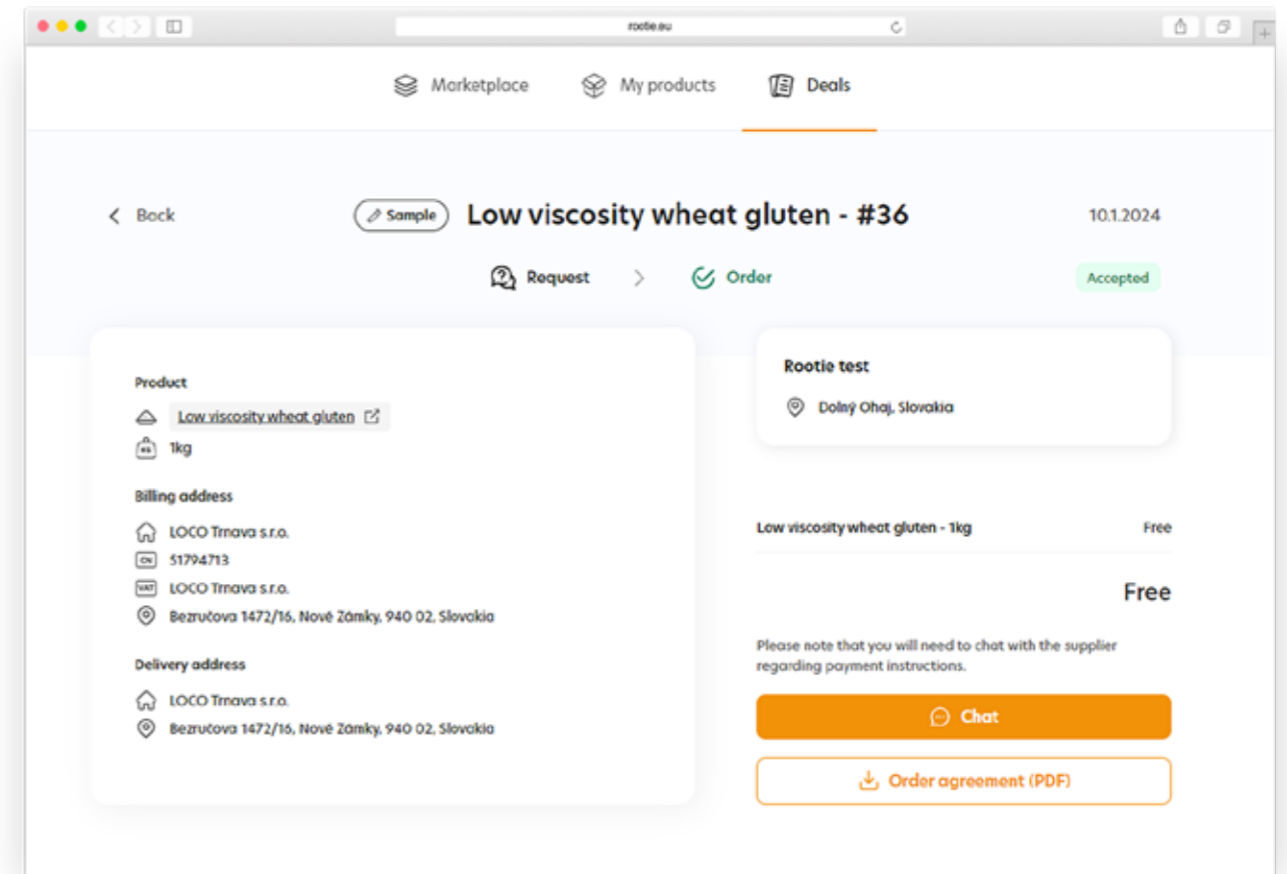 rootie.eu
Marketplace
My products
Deals
Back
Sample
Low viscosity wheat gluten - #36
10.1.2024
Request
Order
Accepted
Product
Low viscosity wheat gluten
KG
1kg
Billing address
LOCO Trnava s.r.o.
CN
51794713
VAT
LOCO Trnava s.r.o.
Bezručova 1472/16, Nové Zámky, 940 02, Slovakia
Delivery address
LOCO Trnava s.r.o.
Bezručova 1472/16, Nové Zámky, 940 02, Slovakia
Rootie test
Dolný Ohaj, Slovakia
Low viscosity wheat gluten - 1kg
Free
Free
Please note that you will need to chat with the supplier
regarding payment instructions.
Chat
Order agreement (PDF)